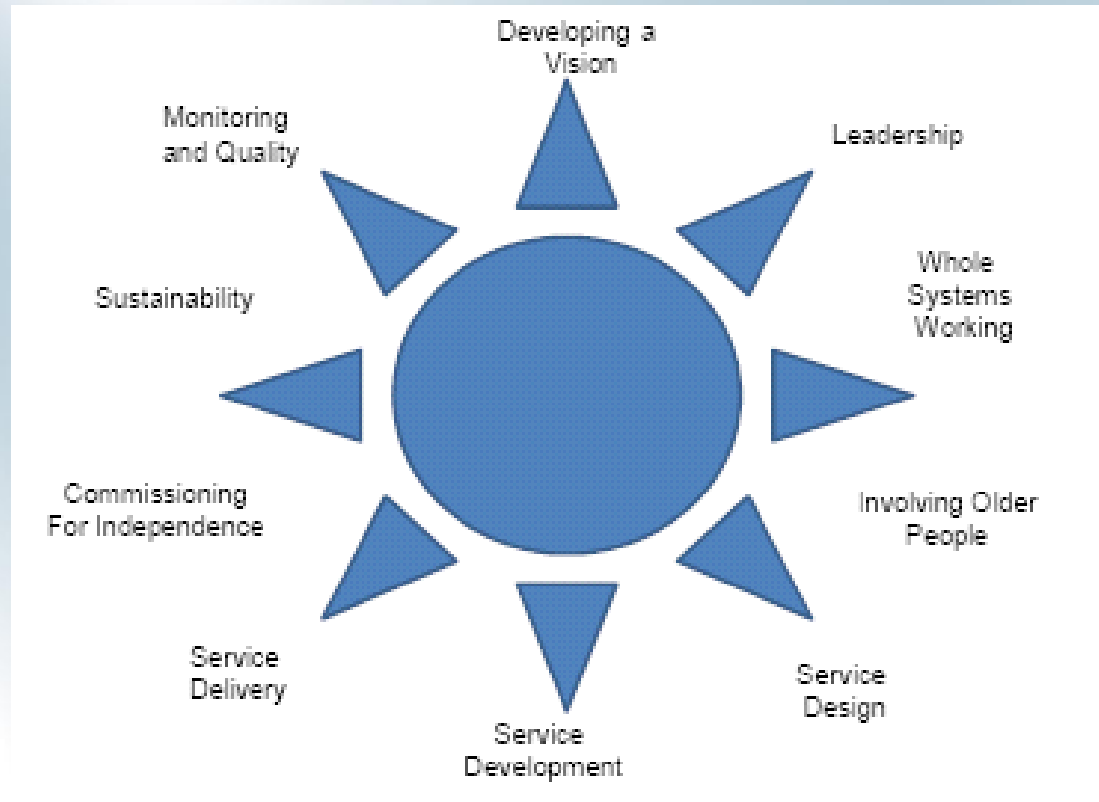 Developing a
Vision
Leadership
Whole
Systems
Working
Involving Older
People
Service
Design
Service
Development
Service
Delivery
Commissioning
For Independence
Sustainability
Monitoring
and Quality